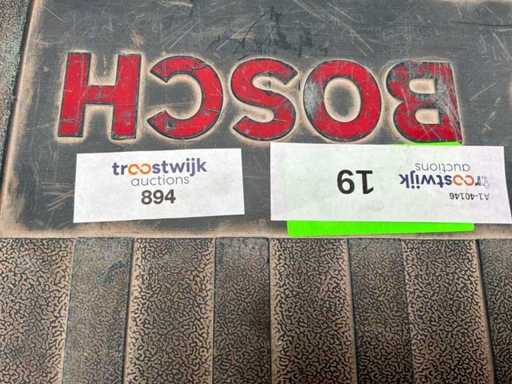 BOSCH
troostwijk
auctions
894
troostwijk
auctions
19
A1-40146